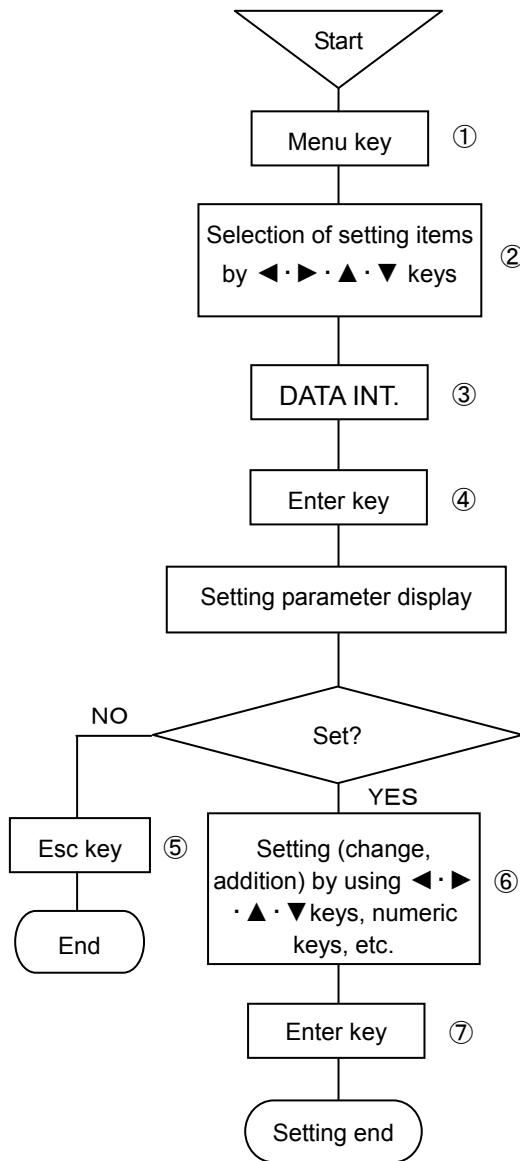 Start
Menu key ①
Selection of setting items
by ◀・▶・▲・▼ keys
②
DATA INT. ③
Enter key ④
Setting parameter display
Set?
NO
YES
Esc key ⑤
End
Setting (change,
addition) by using ◀・▶
・▲・▼keys, numeric
keys, etc.
⑥
Enter key ⑦
Setting end